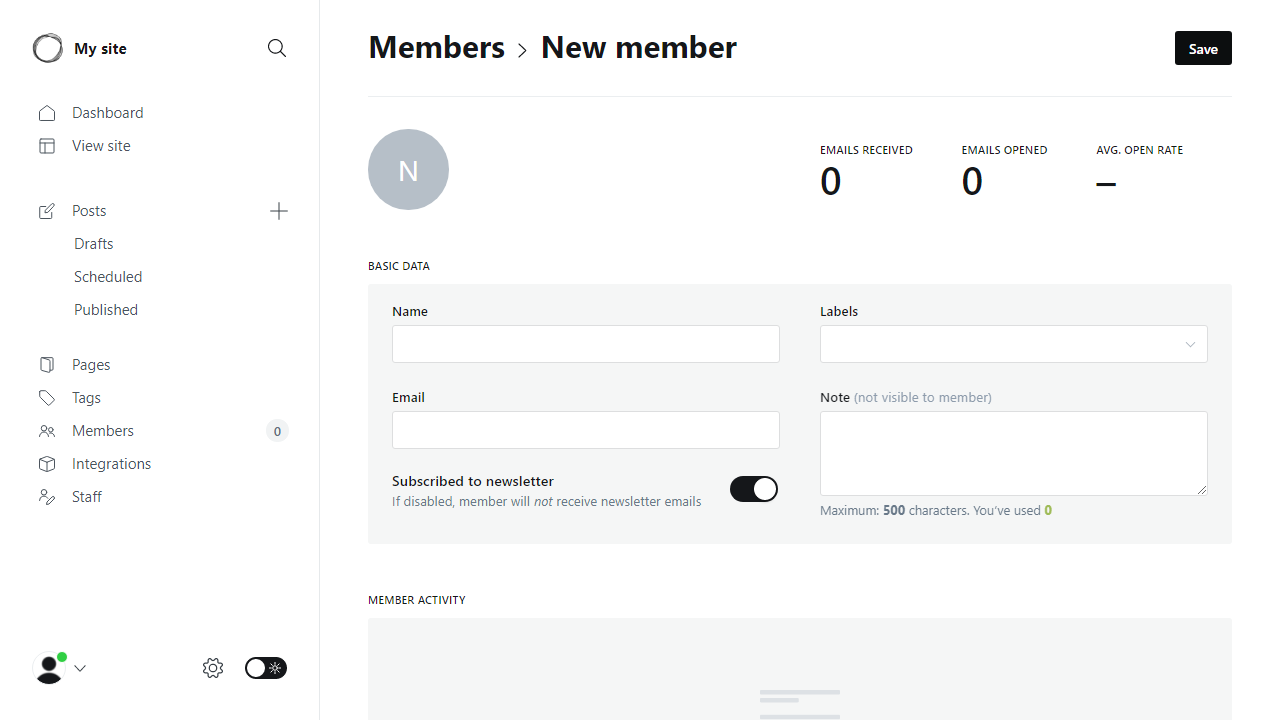 My site
Dashboard
View site
Posts
Drafts
Scheduled
Published
Pages
Tags
Members 0
Integrations
Staff
Members > New member
Save
N
EMAILS RECEIVED
0
EMAILS OPENED
0
AVG. OPEN RATE
–
BASIC DATA
Name
Email
Subscribed to newsletter
If disabled, member will not receive newsletter emails
Labels
Note (not visible to member)
Maximum: 500 characters. You've used 0
MEMBER ACTIVITY